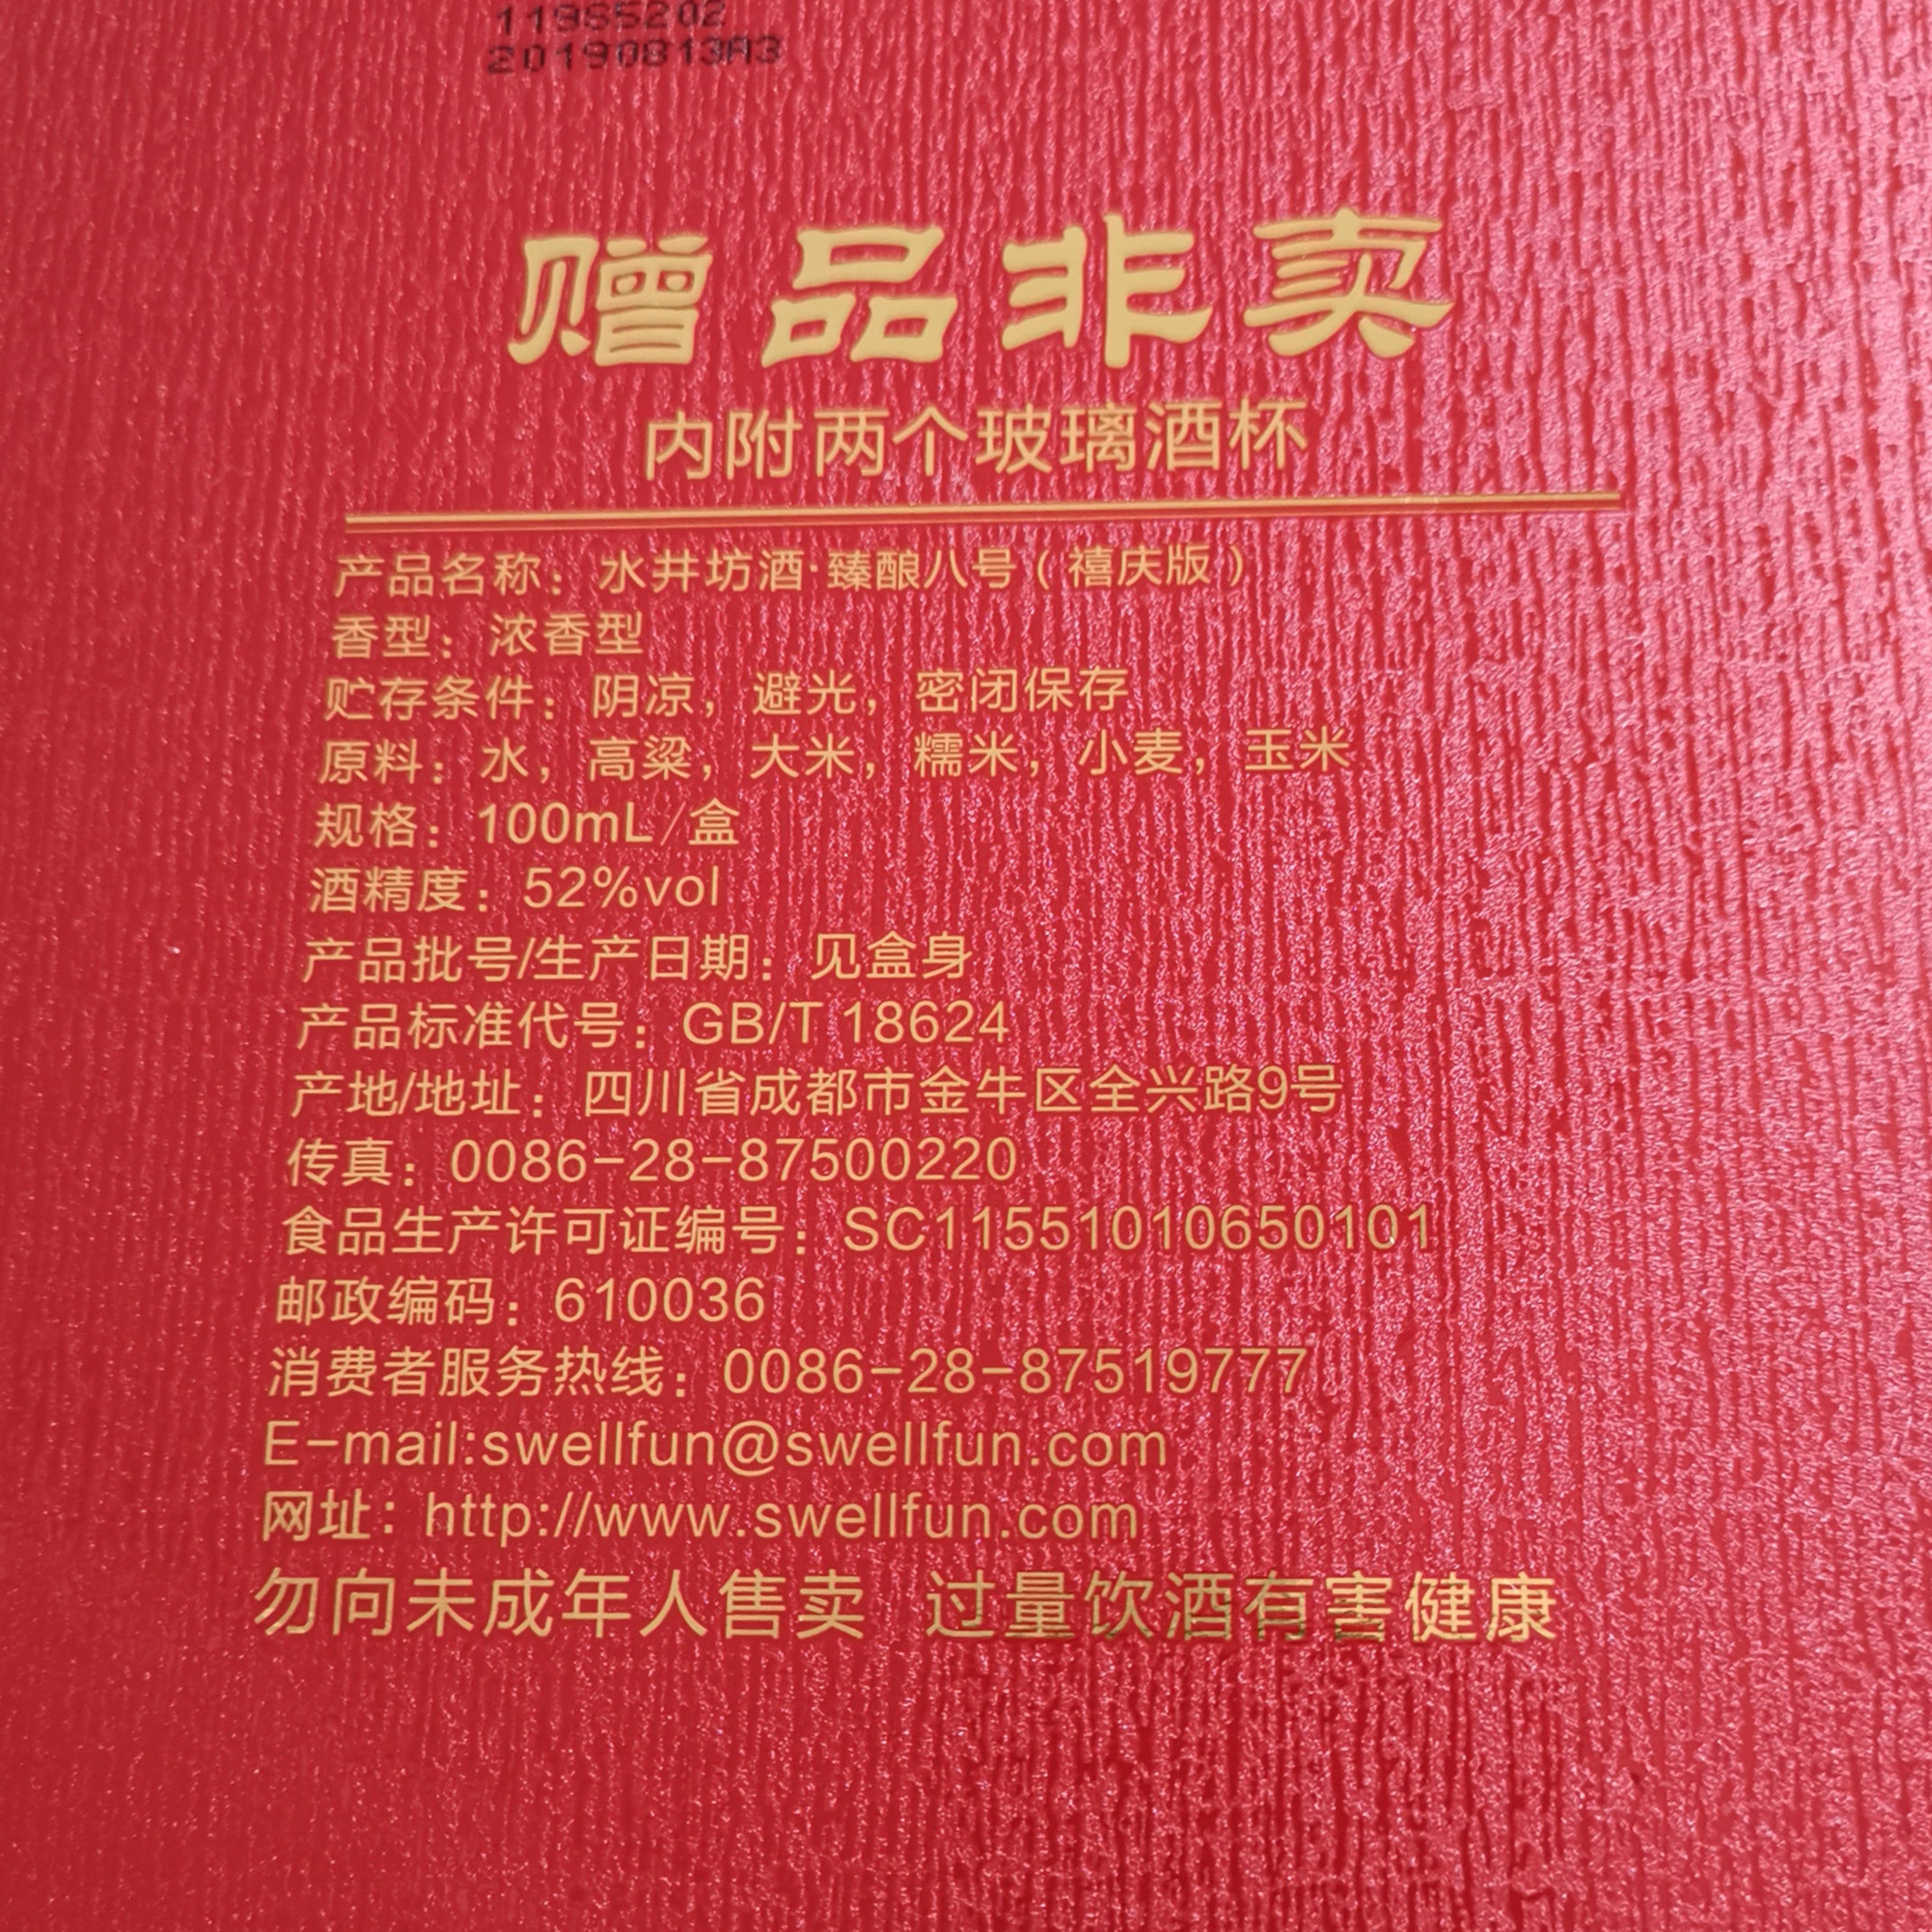 11955202
20190813A3
赠品非卖
内附两个玻璃酒杯
产品名称：水井坊酒·臻酿八号（禧庆版）
香型：浓香型
贮存条件：阴凉，避光，密闭保存
原料：水，高粱，大米，糯米，小麦，玉米
规格：100mL/盒
酒精度：52%vol
产品批号/生产日期：见盒身
产品标准代号：GB/T 18624
产地/地址：四川省成都市金牛区全兴路9号
传真：0086-28-87500220
食品生产许可证编号：SC11551010650101
邮政编码：610036
消费者服务热线：0086-28-87519777
E-mail:swellfun@swellfun.com
网址：http://www.swellfun.com
勿向未成年人售卖 过量饮酒有害健康